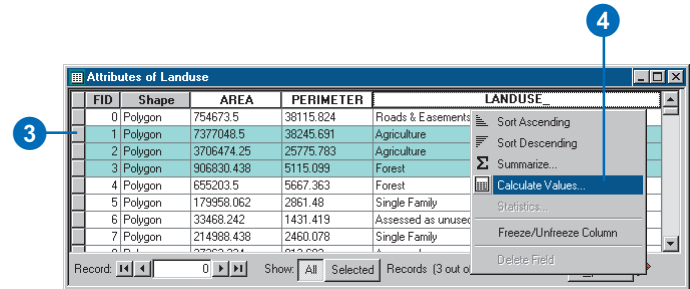 4
Attributes of Landuse
FID Shape AREA PERIMETER LANDUSE_
0 Polygon 754673.5 38115.824 Roads & Easements
3
1 Polygon 7377048.5 38245.691 Agriculture
2 Polygon 3706474.25 25775.783 Agriculture
3 Polygon 906830.438 5115.099 Forest
4 Polygon 655203.5 5667.363 Forest
5 Polygon 179958.062 2861.48 Single Family
6 Polygon 33468.242 1431.419 Assessed as unused
7 Polygon 214988.438 2460.078 Single Family
Sort Ascending
Sort Descending
Σ Summarize...
Calculate Values...
Statistics...
Freeze/Unfreeze Column
Delete Field
Record: 0 Show: All Selected Records (3 out o